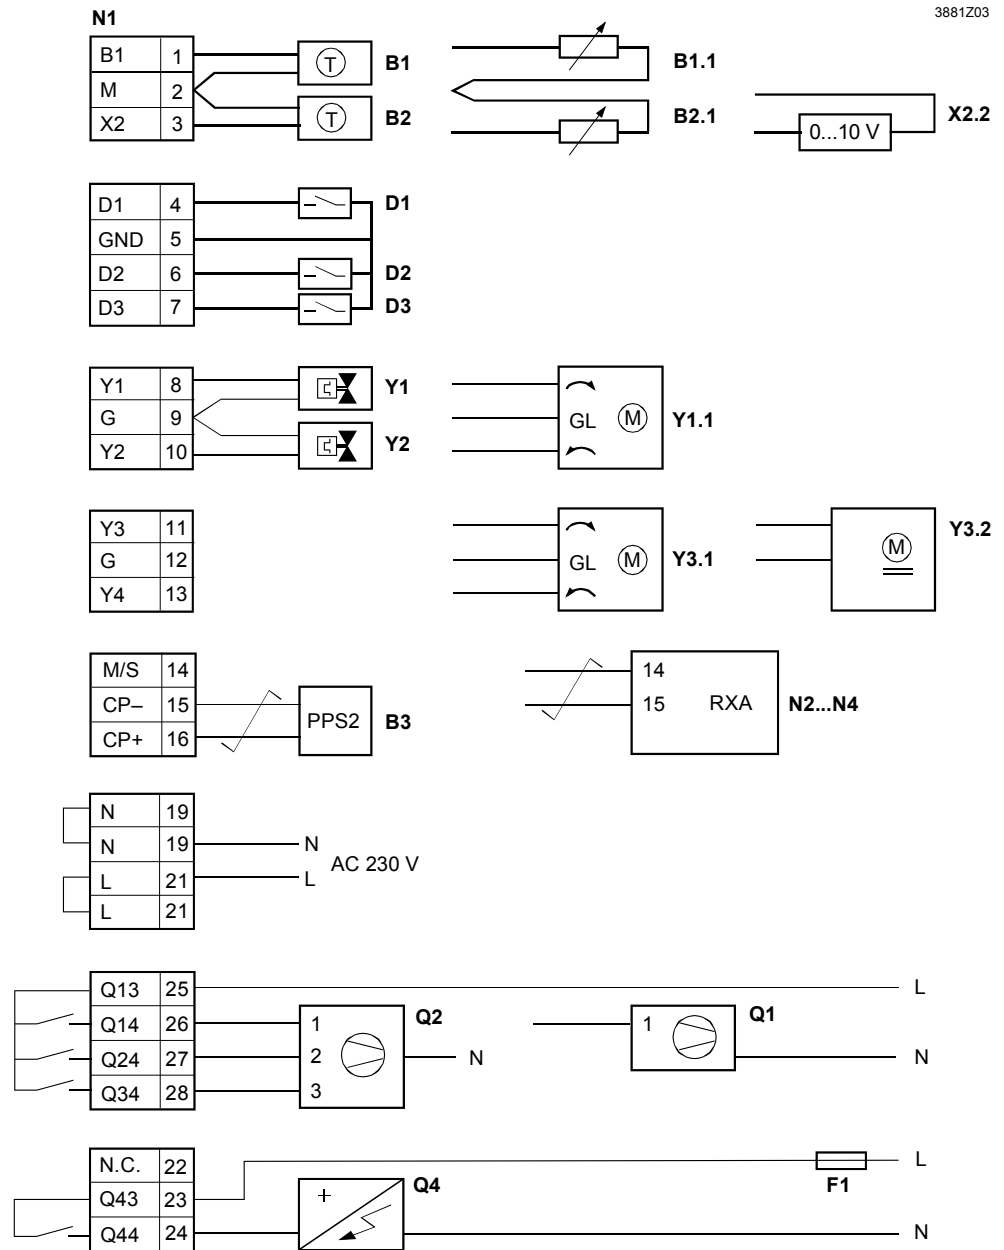 3881Z03
N1
B1 1 T B1 B1.1
M 2
X2 3 T B2 B2.1 0...10 V X2.2
D1 4 D1
GND 5
D2 6 D2
D3 7 D3
Y1 8 Y1
G 9 GL M Y1.1
Y2 10 Y2
Y3 11 Y3.2
G 12 GL M Y3.1 M
Y4 13
M/S 14 14
CP– 15 PPS2 B3 15 RXA N2...N4
CP+ 16
N 19
N 19 N
AC 230 V
L 21 L
L 21
Q13 25 L
Q14 26 1 Q2 1 Q1
Q24 27 2 N N
Q34 28 3
N.C. 22 L
Q43 23 + Q4 F1
Q44 24 N